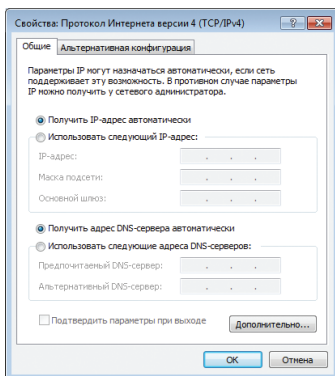 Свойства: Протокол Интернета версии 4 (TCP/IPv4)
Общие
Альтернативная конфигурация
Параметры IP могут назначаться автоматически, если сеть
поддерживает эту возможность. В противном случае параметры
IP можно получить у сетевого администратора.
Получить IP-адрес автоматически
Использовать следующий IP-адрес:
IP-адрес:
Маска подсети:
Основной шлюз:
Получить адрес DNS-сервера автоматически
Использовать следующие адреса DNS-серверов:
Предпочитаемый DNS-сервер:
Альтернативный DNS-сервер:
Подтвердить параметры при выходе
Дополнительно...
ОК
Отмена